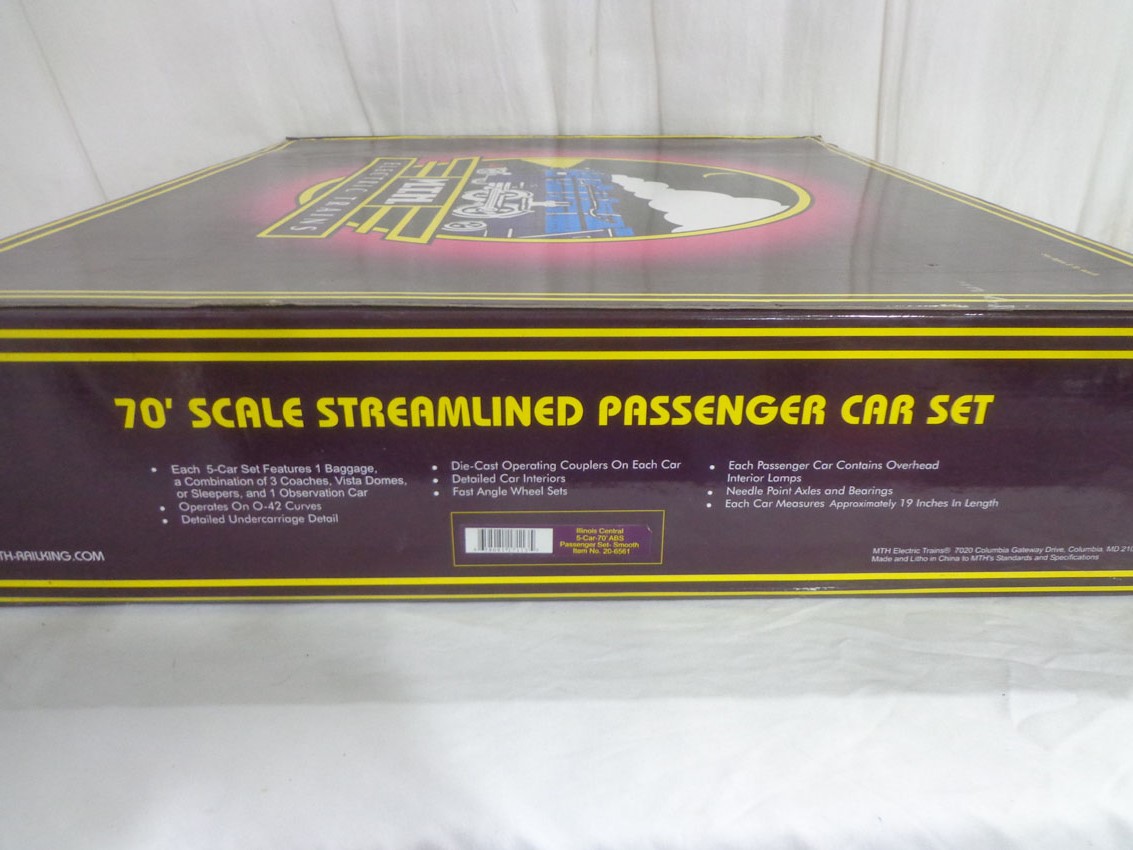 ELECTRIC TRAINS
MTH
70' SCALE STREAMLINED PASSENGER CAR SET
• Each 5-Car Set Features 1 Baggage,
a Combination of 3 Coaches, Vista Domes,
or Sleepers, and 1 Observation Car
• Operates On O-42 Curves
• Detailed Undercarriage Detail
• Die-Cast Operating Couplers On Each Car
• Detailed Car Interiors
• Fast Angle Wheel Sets
• Each Passenger Car Contains Overhead
Interior Lamps
• Needle Point Axles and Bearings
• Each Car Measures Approximately 19 Inches In Length
Illinois Central
5-Car 70' ABS
Passenger Set- Smooth
Item No. 20-6561
TH-RAILKING.COM
MTH Electric Trains® 7020 Columbia Gateway Drive, Columbia, MD 210
Made and Litho in China to MTH's Standards and Specifications